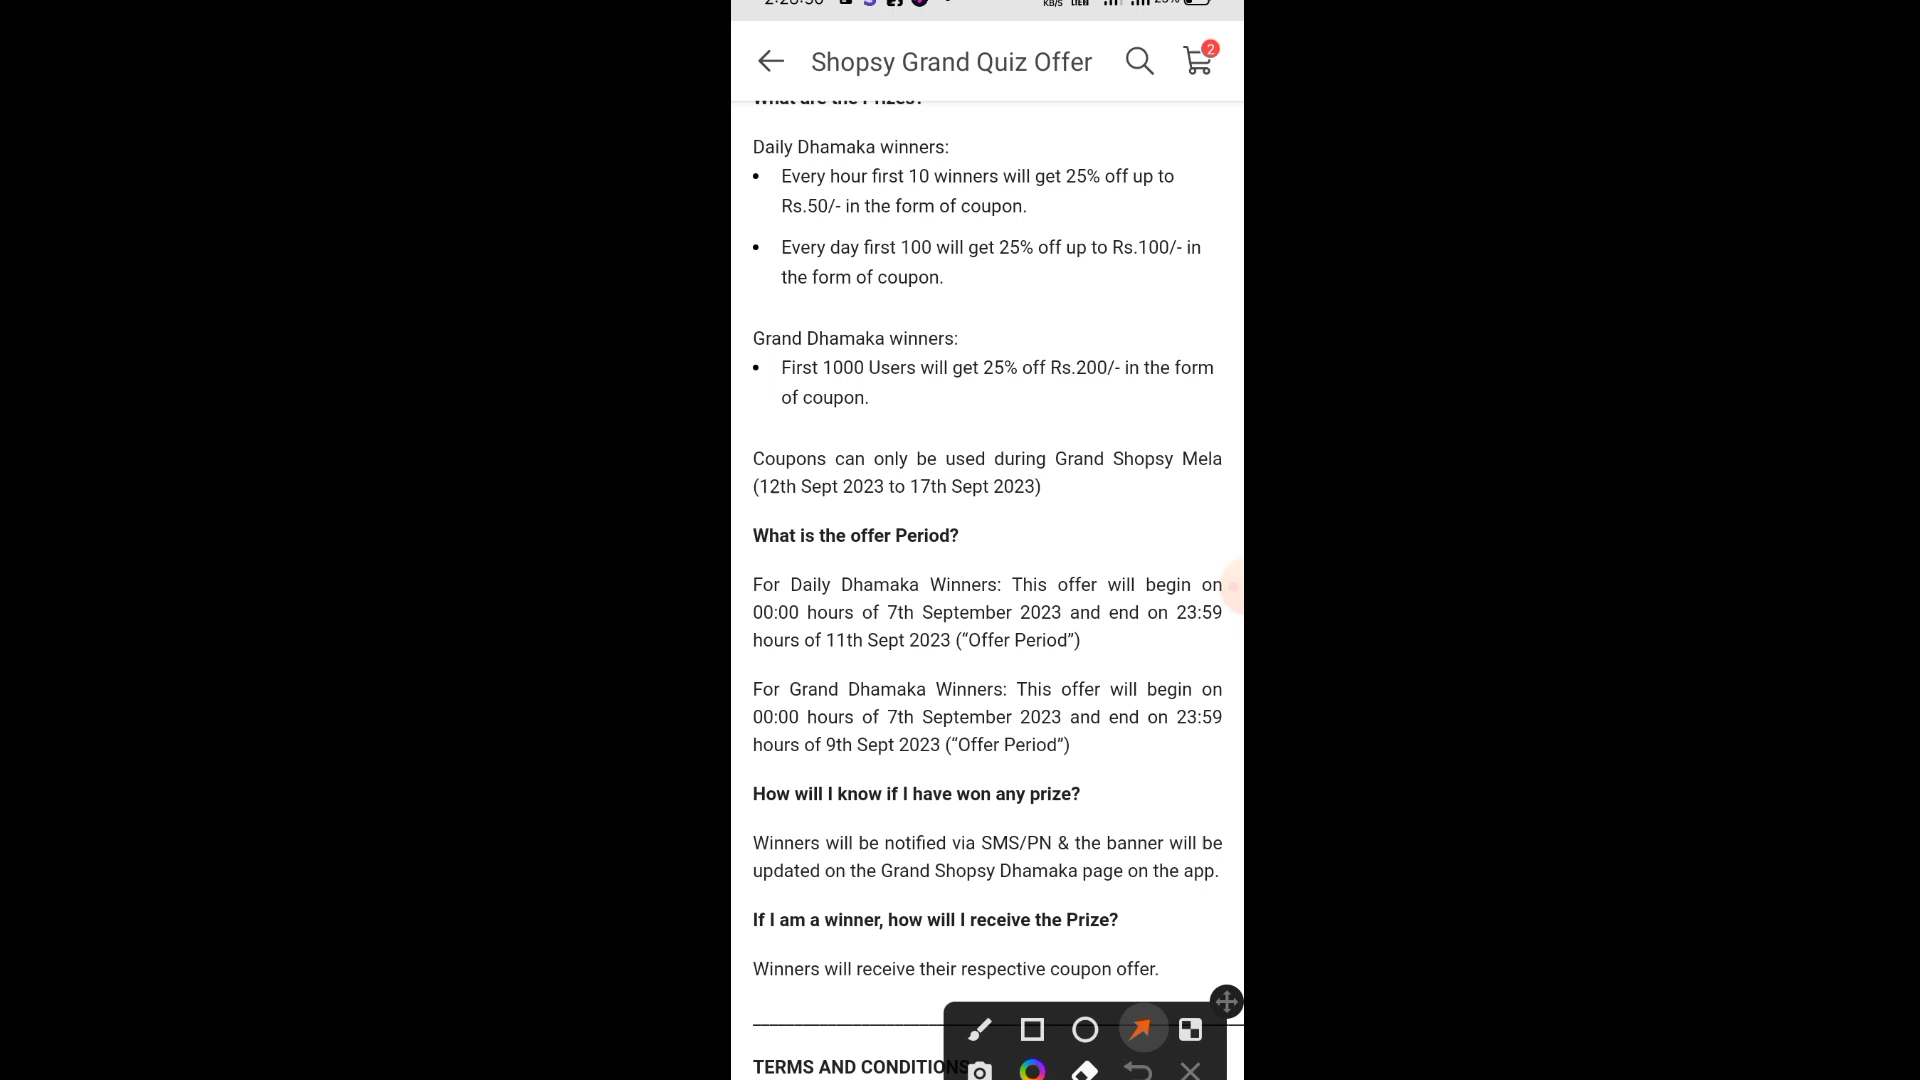 Shopsy Grand Quiz Offer
2
What are the Prizes?
Daily Dhamaka winners:
• Every hour first 10 winners will get 25% off up to
Rs.50/- in the form of coupon.
• Every day first 100 will get 25% off up to Rs.100/- in
the form of coupon.
Grand Dhamaka winners:
• First 1000 Users will get 25% off Rs.200/- in the form
of coupon.
Coupons can only be used during Grand Shopsy Mela
(12th Sept 2023 to 17th Sept 2023)
What is the offer Period?
For Daily Dhamaka Winners: This offer will begin on
00:00 hours of 7th September 2023 and end on 23:59
hours of 11th Sept 2023 (“Offer Period”)
For Grand Dhamaka Winners: This offer will begin on
00:00 hours of 7th September 2023 and end on 23:59
hours of 9th Sept 2023 (“Offer Period”)
How will I know if I have won any prize?
Winners will be notified via SMS/PN & the banner will be
updated on the Grand Shopsy Dhamaka page on the app.
If I am a winner, how will I receive the Prize?
Winners will receive their respective coupon offer.
TERMS AND CONDITIONS